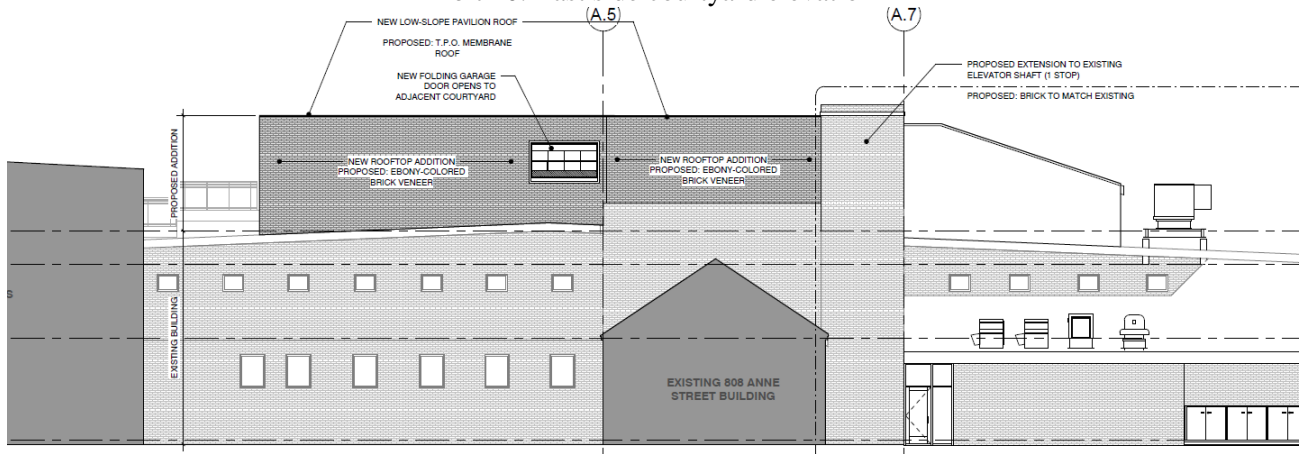 A.5
A.7
NEW LOW-SLOPE PAVILION ROOF
PROPOSED: T.P.O. MEMBRANE
ROOF
NEW FOLDING GARAGE
DOOR OPENS TO
ADJACENT COURTYARD
PROPOSED EXTENSION TO EXISTING
ELEVATOR SHAFT (1 STOP)
PROPOSED: BRICK TO MATCH EXISTING
PROPOSED ADDITION
NEW ROOFTOP ADDITION
PROPOSED: EBONY-COLORED
BRICK VENEER
NEW ROOFTOP ADDITION
PROPOSED: EBONY-COLORED
BRICK VENEER
S
EXISTING BUILDING
EXISTING 808 ANNE
STREET BUILDING